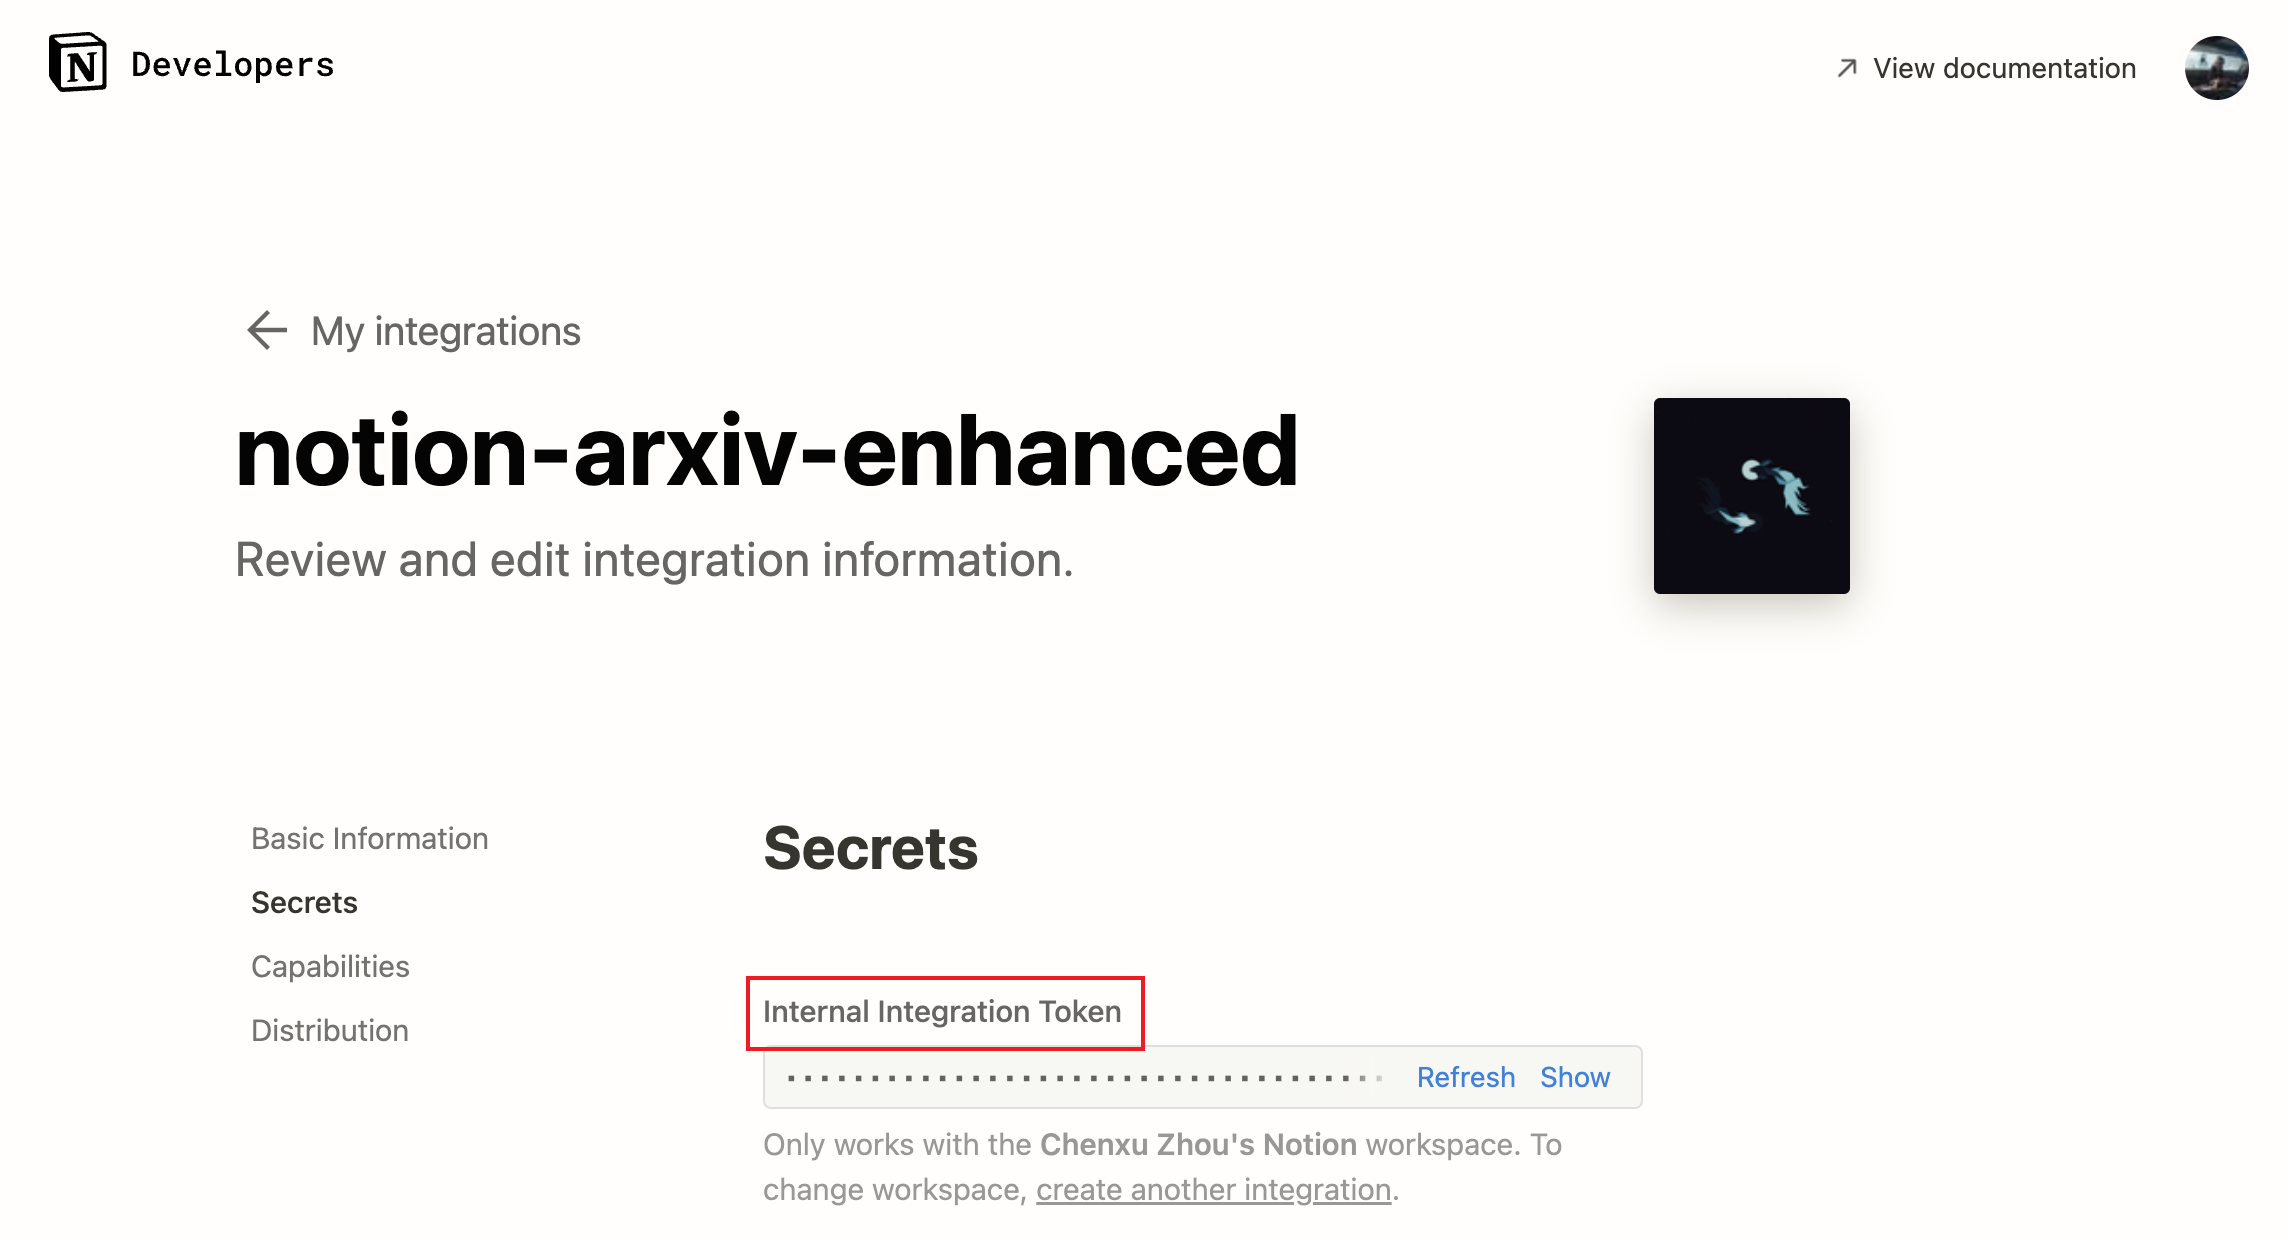 N Developers
View documentation
My integrations
notion-arxiv-enhanced
Review and edit integration information.
Basic Information
Secrets
Capabilities
Distribution
Secrets
Internal Integration Token
Refresh Show
Only works with the Chenxu Zhou's Notion workspace. To
change workspace, create another integration.